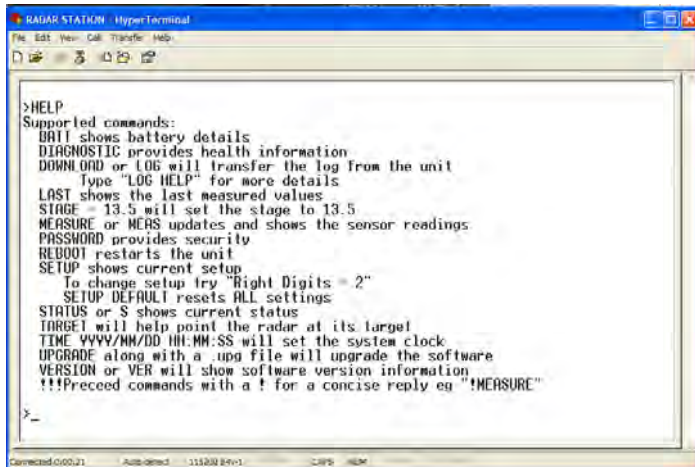 RADAR STATION - HyperTerminal
File Edit View Call Transfer Help
>HELP
Supported commands:
BATT shows battery details
DIAGNOSTIC provides health information
DOWNLOAD or LOG will transfer the log from the unit
Type "LOG HELP" for more details
LAST shows the last measured values
STAGE = 13.5 will set the stage to 13.5
MEASURE or MEAS updates and shows the sensor readings
PASSWORD provides security
REBOOT restarts the unit
SETUP shows current setup
To change setup try "Right Digits = 2"
SETUP DEFAULT resets ALL settings
STATUS or S shows current status
TARGET will help point the radar at its target
TIME YYYY/MM/DD HH:MM:SS will set the system clock
UPGRADE along with a .upg file will upgrade the software
VERSION or VER will show software version information
!!!Preceed commands with a ! for a concise reply eg "!MEASURE"
>_
Connected 0:00:21 Auto detect 115200 8-N-1 CAPS NUM